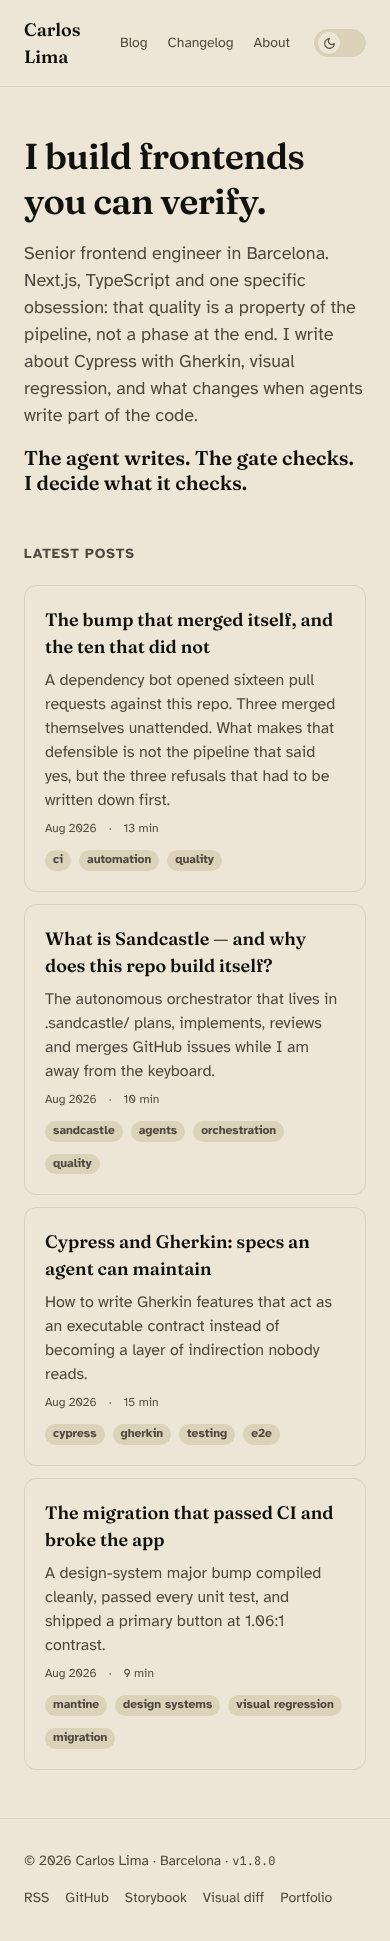 Carlos
Lima
Blog Changelog About
I build frontends
you can verify.
Senior frontend engineer in Barcelona.
Next.js, TypeScript and one specific
obsession: that quality is a property of the
pipeline, not a phase at the end. I write
about Cypress with Gherkin, visual
regression, and what changes when agents
write part of the code.
The agent writes. The gate checks.
I decide what it checks.
LATEST POSTS
The bump that merged itself, and
the ten that did not
A dependency bot opened sixteen pull
requests against this repo. Three merged
themselves unattended. What makes that
defensible is not the pipeline that said
yes, but the three refusals that had to be
written down first.
Aug 2026 · 13 min
ci automation quality
What is Sandcastle — and why
does this repo build itself?
The autonomous orchestrator that lives in
.sandcastle/ plans, implements, reviews
and merges GitHub issues while I am
away from the keyboard.
Aug 2026 · 10 min
sandcastle agents orchestration
quality
Cypress and Gherkin: specs an
agent can maintain
How to write Gherkin features that act as
an executable contract instead of
becoming a layer of indirection nobody
reads.
Aug 2026 · 15 min
cypress gherkin testing e2e
The migration that passed CI and
broke the app
A design-system major bump compiled
cleanly, passed every unit test, and
shipped a primary button at 1.06:1
contrast.
Aug 2026 · 9 min
mantine design systems visual regression
migration
© 2026 Carlos Lima · Barcelona · v1.8.0
RSS GitHub Storybook Visual diff Portfolio